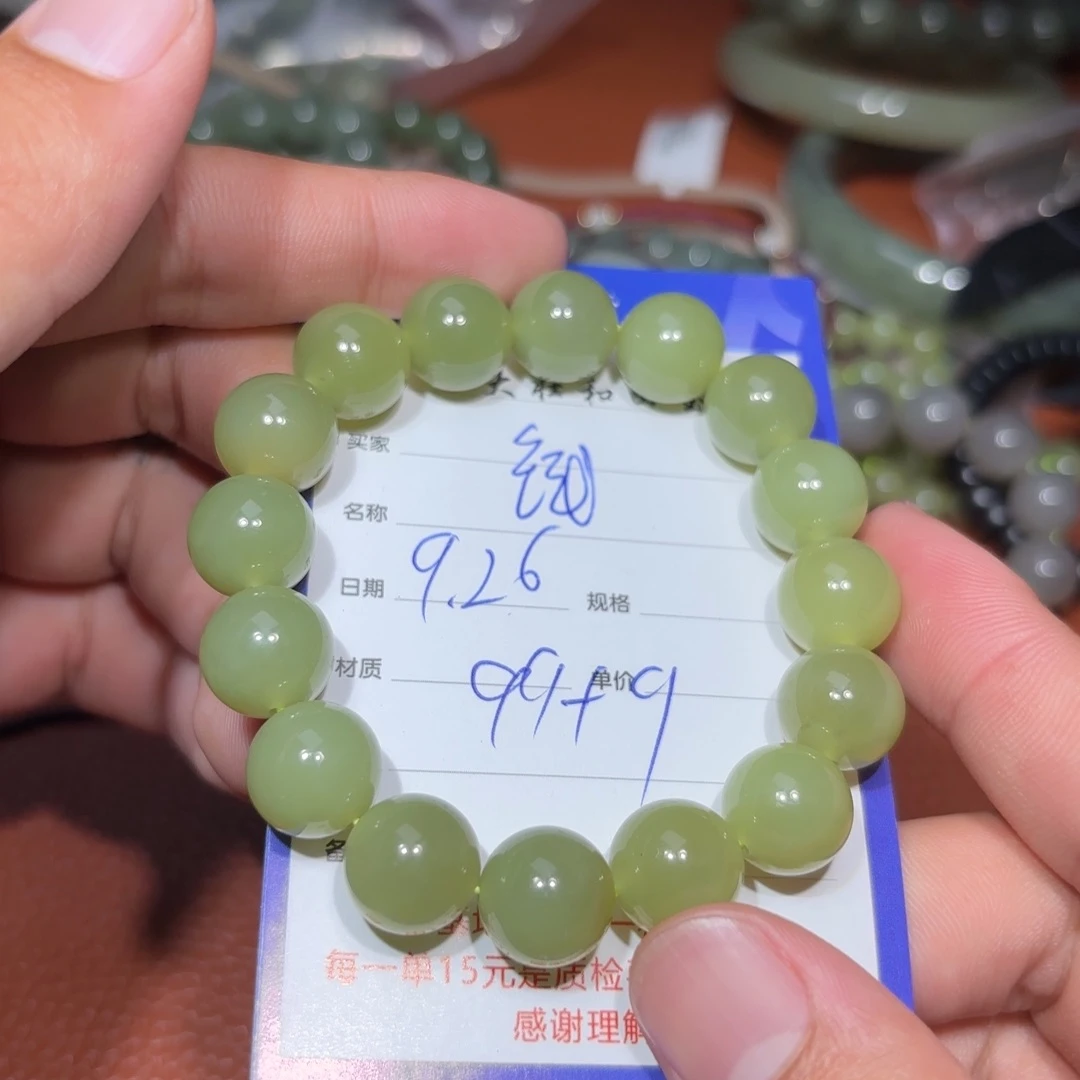 买家
名称
日期 9.26 规格
材质 单价
99+9
备
每一单15元是质检
感谢理解